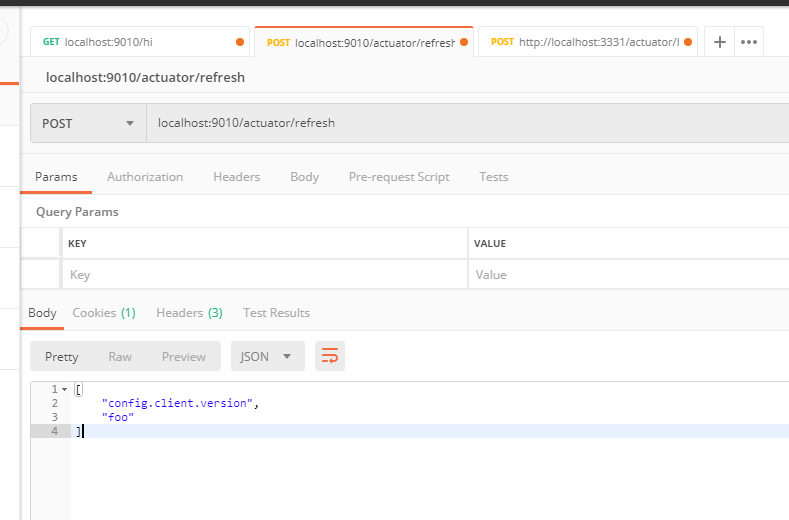 GET localhost:9010/hi
POST localhost:9010/actuator/refresh
POST http://localhost:3331/actuator/
localhost:9010/actuator/refresh
POST localhost:9010/actuator/refresh
Params Authorization Headers Body Pre-request Script Tests
Query Params
KEY VALUE
Key Value
Body Cookies (1) Headers (3) Test Results
Pretty Raw Preview JSON
1 [
2 "config.client.version",
3 "foo"
4 ]